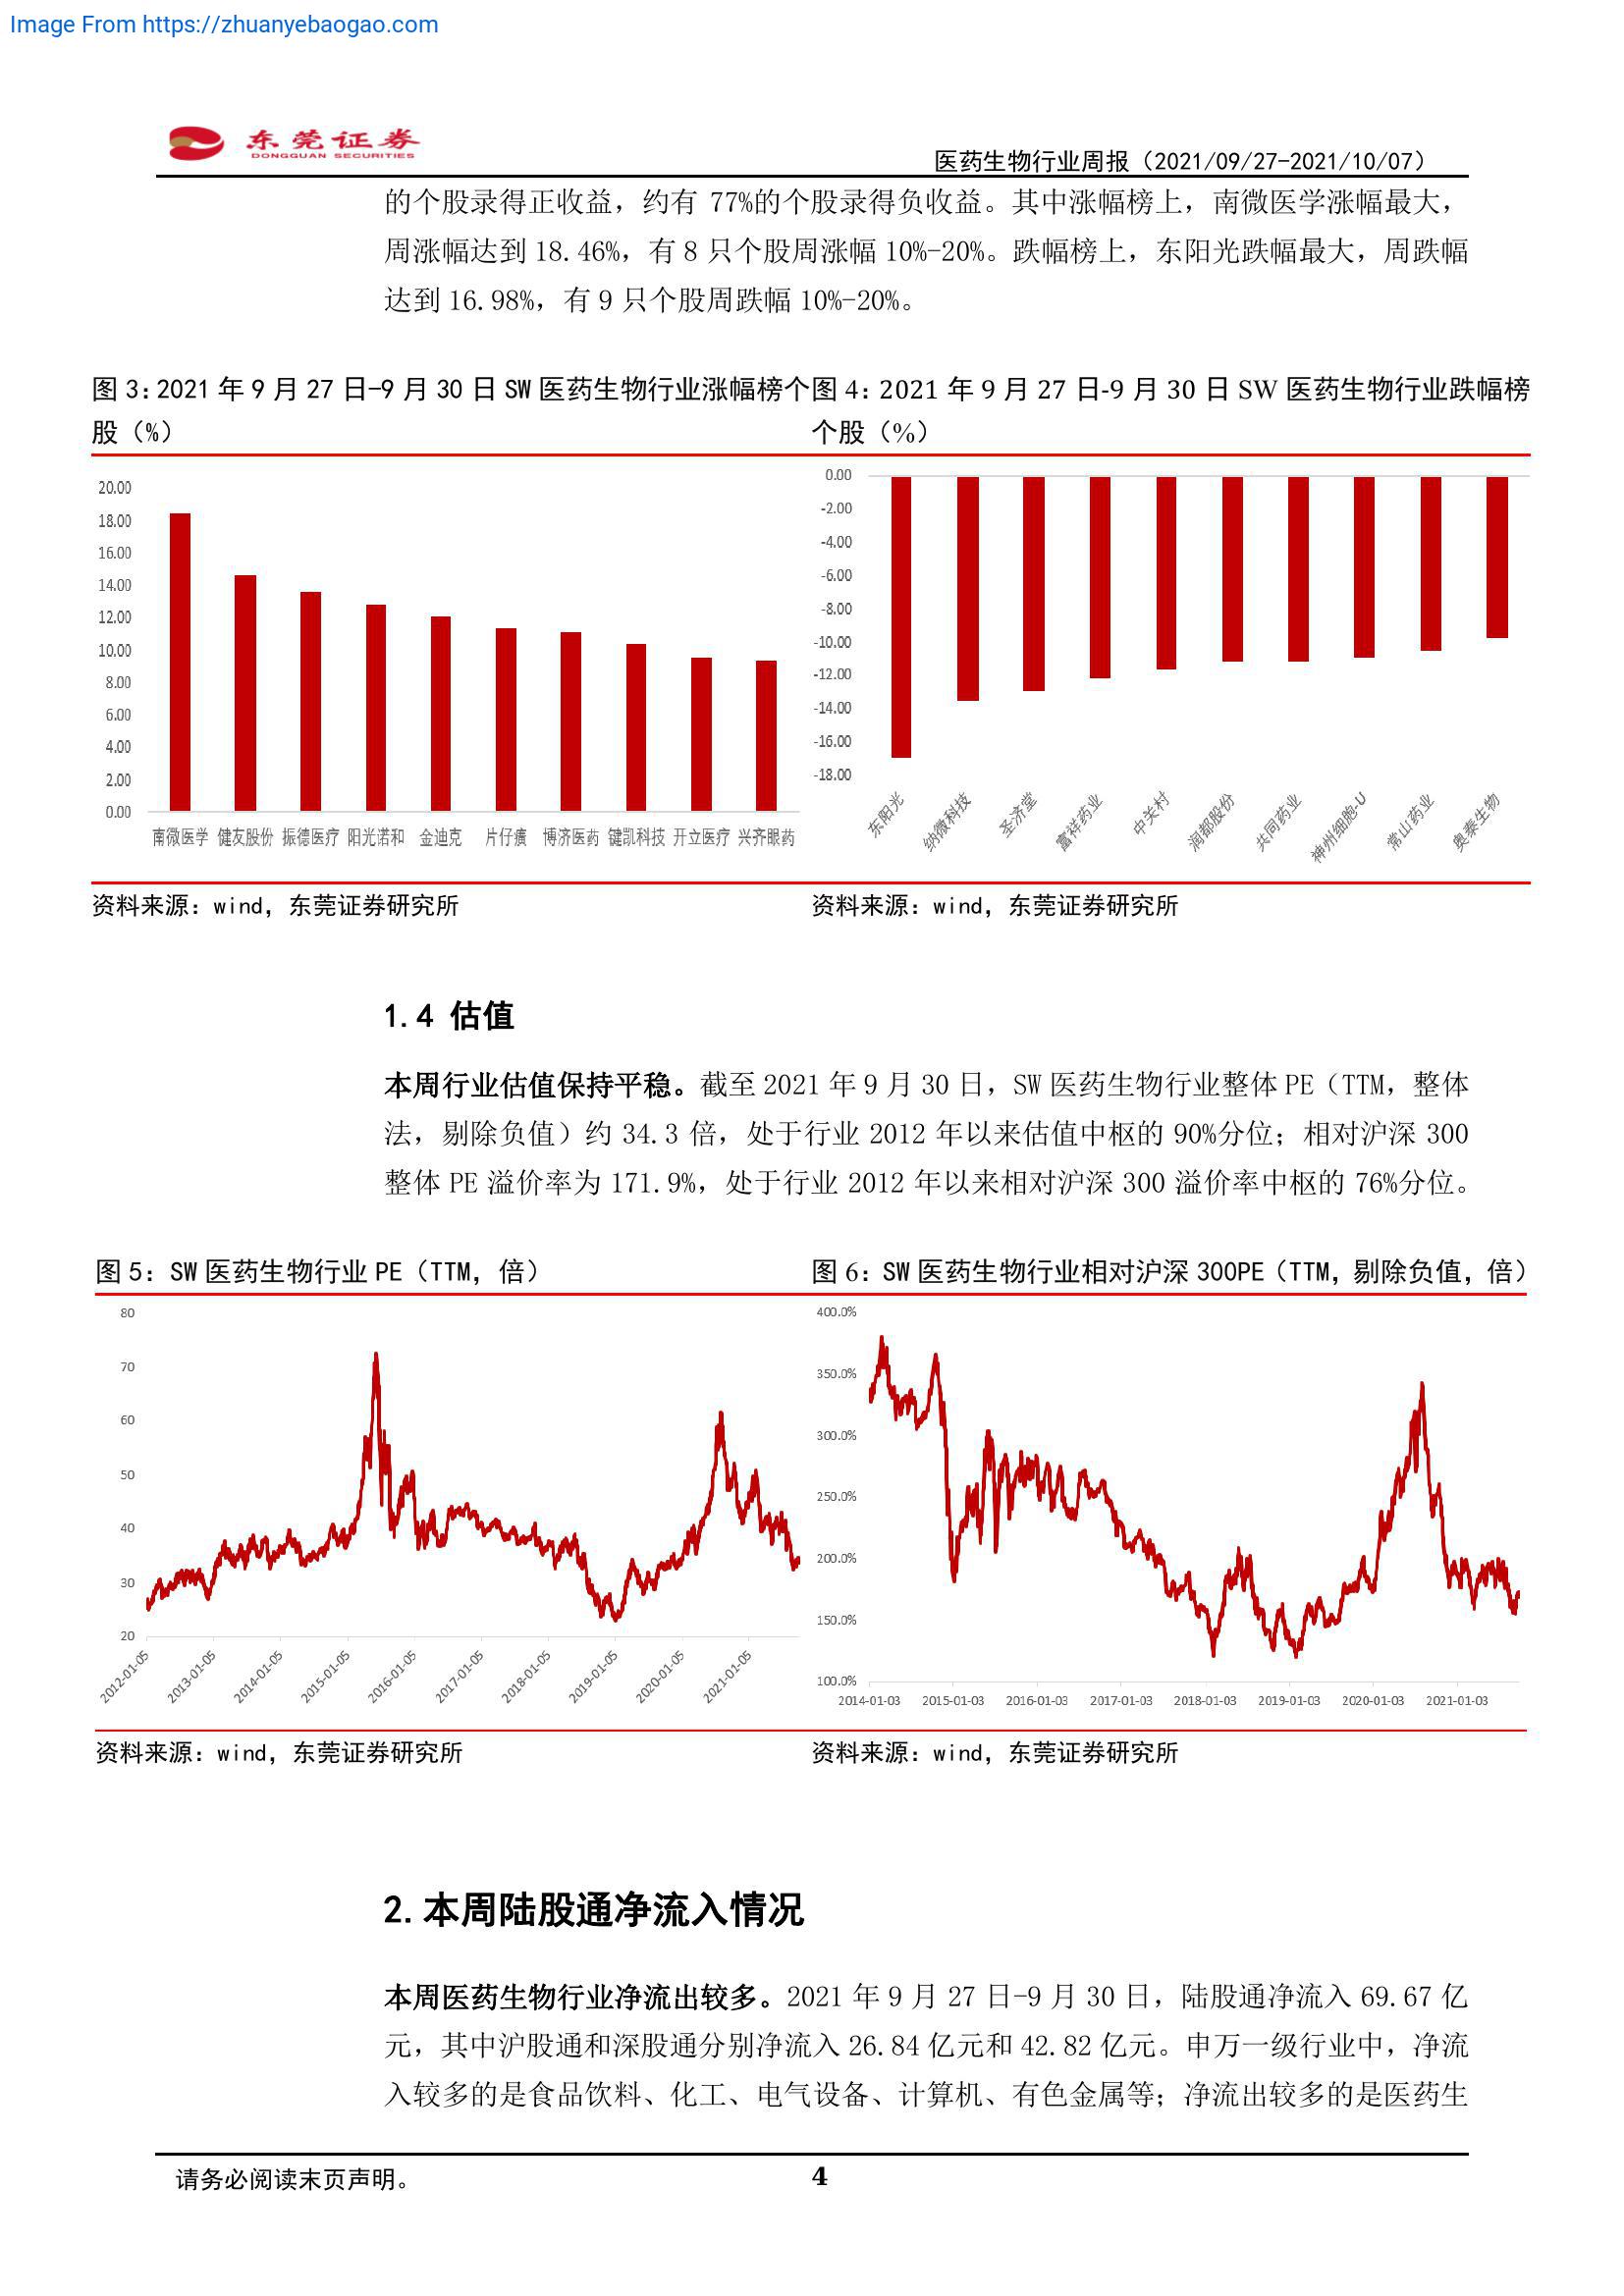 Image From https://zhuanyebaogao.com
东莞证券
DONGGUAN SECURITIES
医药生物行业周报（2021/09/27-2021/10/07）
的个股录得正收益，约有 77%的个股录得负收益。其中涨幅榜上，南微医学涨幅最大，
周涨幅达到 18.46%，有 8 只个股周涨幅 10%-20%。跌幅榜上，东阳光跌幅最大，周跌幅
达到 16.98%，有 9 只个股周跌幅 10%-20%。
图 3：2021 年 9 月 27 日-9 月 30 日 SW 医药生物行业涨幅榜个
股（%）
20.00
18.00
16.00
14.00
12.00
10.00
8.00
6.00
4.00
2.00
0.00
南微医学 健友股份 振德医疗 阳光诺和 金迪克 片仔癀 博济医药 键凯科技 开立医疗 兴齐眼药
资料来源：wind，东莞证券研究所
图 4：2021 年 9 月 27 日-9 月 30 日 SW 医药生物行业跌幅榜
个股（%）
0.00
-2.00
-4.00
-6.00
-8.00
-10.00
-12.00
-14.00
-16.00
-18.00
东阳光 纳微科技 圣济堂 富祥药业 中关村 润都股份 共同药业 神州细胞-U 常山药业 奥泰生物
资料来源：wind，东莞证券研究所
1.4 估值
本周行业估值保持平稳。截至 2021 年 9 月 30 日，SW 医药生物行业整体 PE（TTM，整体
法，剔除负值）约 34.3 倍，处于行业 2012 年以来估值中枢的 90%分位；相对沪深 300
整体 PE 溢价率为 171.9%，处于行业 2012 年以来相对沪深 300 溢价率中枢的 76%分位。
图 5：SW 医药生物行业 PE（TTM，倍）
80
70
60
50
40
30
20
2012-01-05 2013-01-05 2014-01-05 2015-01-05 2016-01-05 2017-01-05 2018-01-05 2019-01-05 2020-01-05 2021-01-05
资料来源：wind，东莞证券研究所
图 6：SW 医药生物行业相对沪深 300PE（TTM，剔除负值，倍）
400.0%
350.0%
300.0%
250.0%
200.0%
150.0%
100.0%
2014-01-03 2015-01-03 2016-01-03 2017-01-03 2018-01-03 2019-01-03 2020-01-03 2021-01-03
资料来源：wind，东莞证券研究所
2.本周陆股通净流入情况
本周医药生物行业净流出较多。2021 年 9 月 27 日-9 月 30 日，陆股通净流入 69.67 亿
元，其中沪股通和深股通分别净流入 26.84 亿元和 42.82 亿元。申万一级行业中，净流
入较多的是食品饮料、化工、电气设备、计算机、有色金属等；净流出较多的是医药生
请务必阅读末页声明。
4